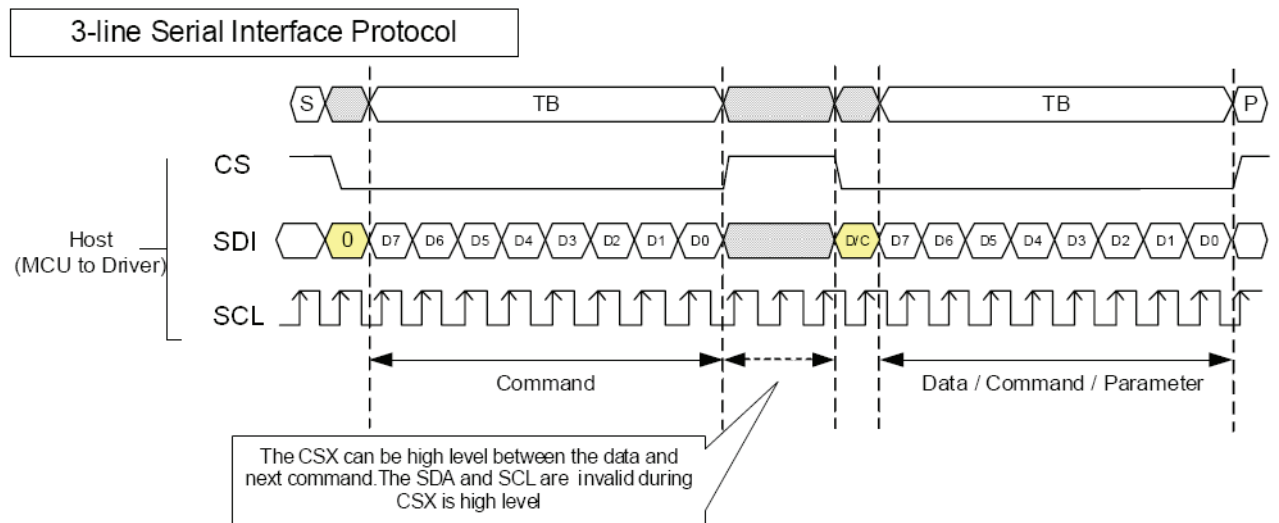 3-line Serial Interface Protocol
S TB TB P
CS
Host
(MCU to Driver)
SDI 0 D7 D6 D5 D4 D3 D2 D1 D0 D/C D7 D6 D5 D4 D3 D2 D1 D0
SCL
Command Data / Command / Parameter
The CSX can be high level between the data and
next command.The SDA and SCL are invalid during
CSX is high level